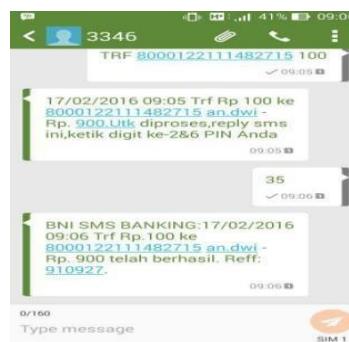 41% 09:06
3346
TRF 8000122111482715 100
09:05
17/02/2016 09:05 Trf Rp 100 ke
8000122111482715 an.dwi -
Rp. 900.Utk diproses,reply sms
ini,ketik digit ke-2&6 PIN Anda
09:05
35
09:06
BNI SMS BANKING:17/02/2016
09:06 Trf Rp.100 ke
8000122111482715 an.dwi -
Rp. 900 telah berhasil. Reff:
910927.
09:06
0/160
Type message
SIM 1